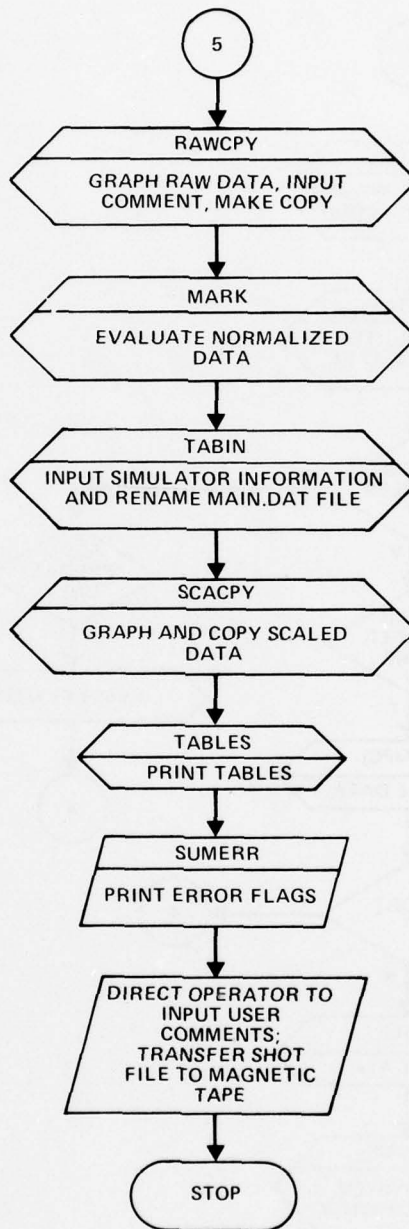 5
RAWCPY
GRAPH RAW DATA, INPUT
COMMENT, MAKE COPY
MARK
EVALUATE NORMALIZED
DATA
TABIN
INPUT SIMULATOR INFORMATION
AND RENAME MAIN.DAT FILE
SCACPY
GRAPH AND COPY SCALED
DATA
TABLES
PRINT TABLES
SUMERR
PRINT ERROR FLAGS
DIRECT OPERATOR TO
INPUT USER
COMMENTS;
TRANSFER SHOT
FILE TO MAGNETIC
TAPE
STOP